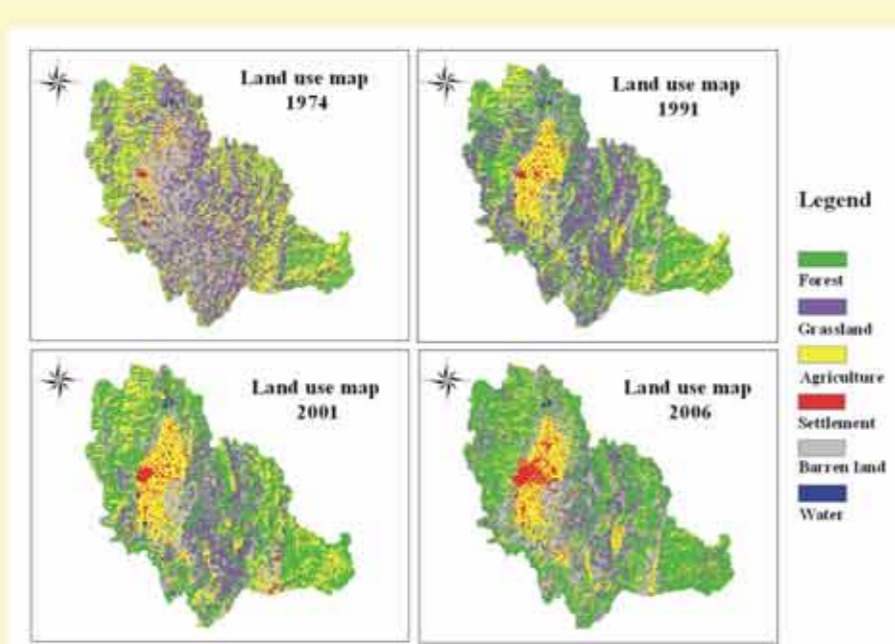 Land use map
1974
Land use map
1991
Land use map
2001
Land use map
2006
Legend
Forest
Grassland
Agriculture
Settlement
Barren land
Water